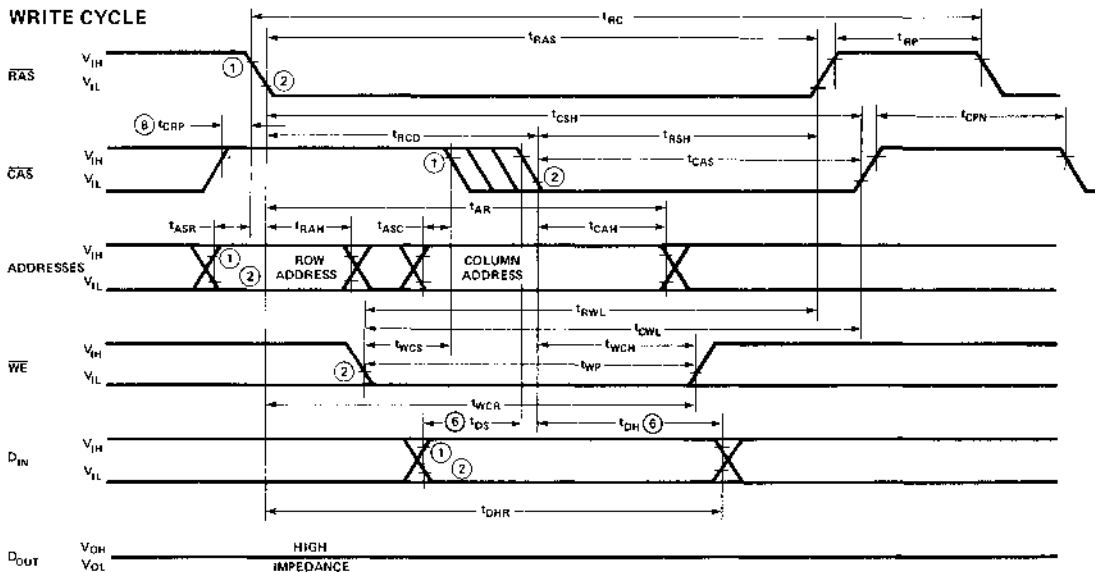 WRITE CYCLE
tRC
tRAS
tRP
RAS
VIH
VIL
1
2
tCSH
8 tCRP
tRCD
tRSH
tCPN
tCAS
CAS
VIH
VIL
1
2
tAR
tASR
tRAH
tASC
tCAH
ADDRESSES
VIH
VIL
1
2
ROW
ADDRESS
COLUMN
ADDRESS
tRWL
tCWL
WE
VIH
VIL
2
tWCS
tWCH
tWP
tWCR
6 tDS
tDH 6
DIN
VIH
VIL
1
2
tDHR
DOUT
VOH
VOL
HIGH
IMPEDANCE